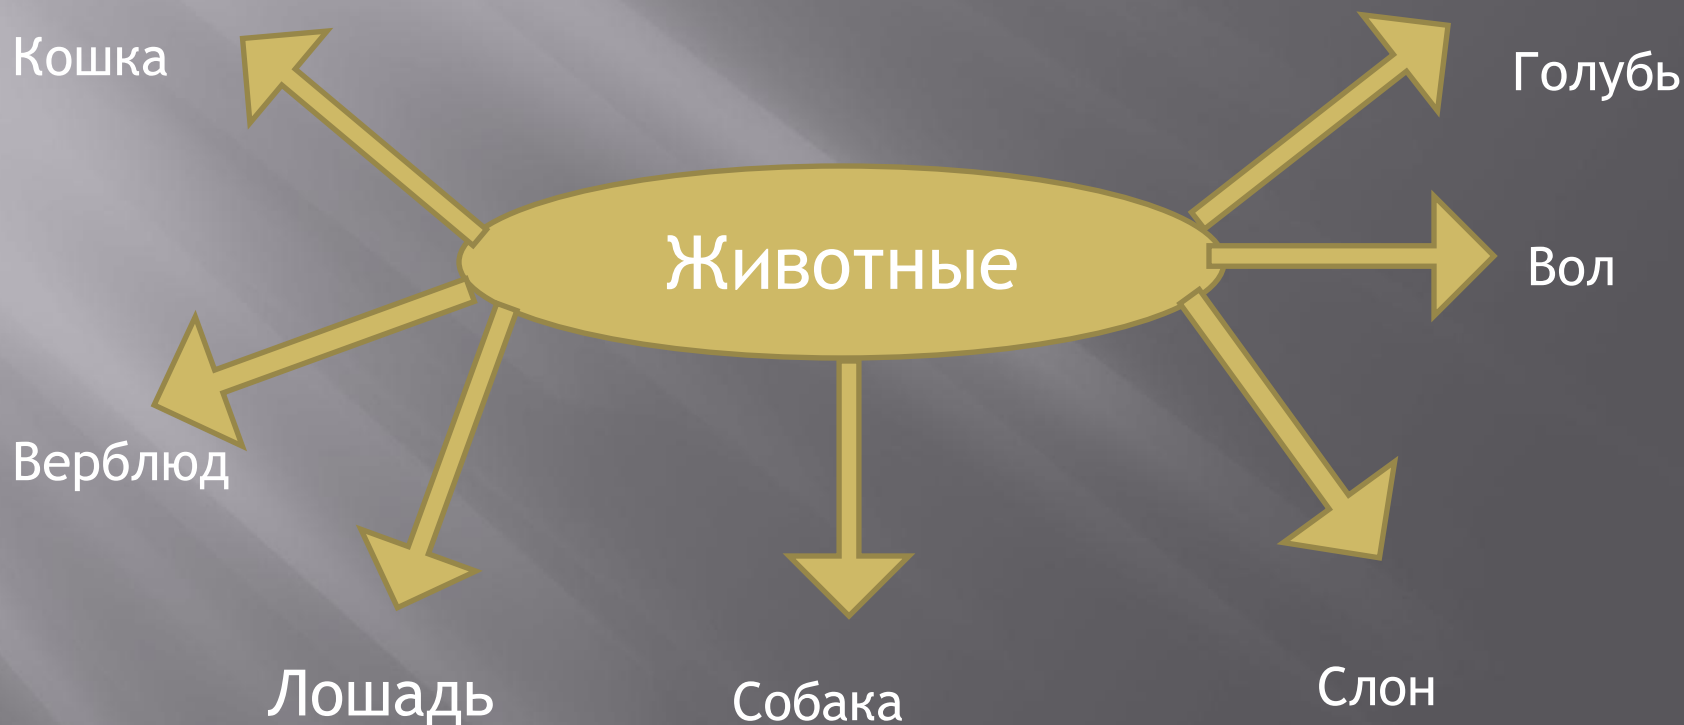 Кошка
Голубь
Животные
Вол
Верблюд
Лошадь
Собака
Слон